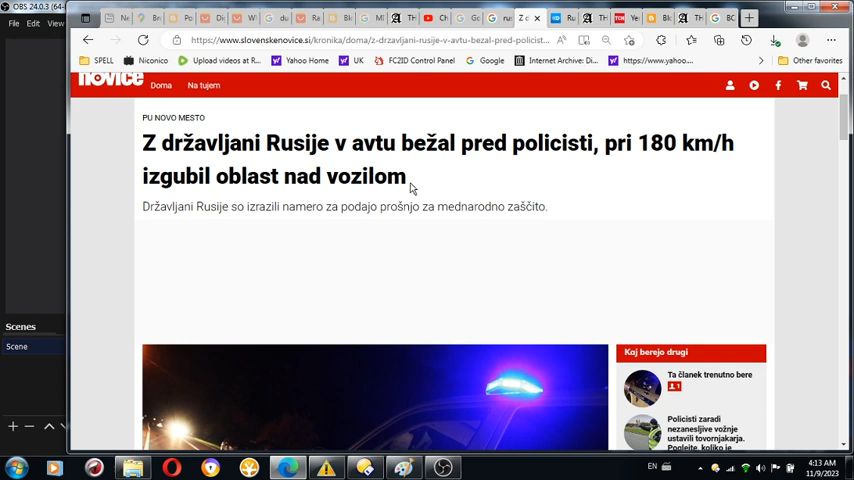 OBS 24.0.3 (64-
File Edit View
https://www.slovenskenovice.si/kronika/doma/z-drzavljani-rusije-v-avtu-bezal-pred-policist...
SPELL Niconico Upload videos at R... Yahoo Home UK FC2ID Control Panel Google Internet Archive: Di... https://www.yahoo.... Other favorites
novice Doma Na tujem
PU NOVO MESTO
Z državljani Rusije v avtu bežal pred policisti, pri 180 km/h
izgubil oblast nad vozilom
Državljani Rusije so izrazili namero za podajo prošnjo za mednarodno zaščito.
Scenes
Scene
Kaj berejo drugi
Ta članek trenutno bere
1
Policisti zaradi
nezanesljive vožnje
ustavili tovornjakarja.
Poglejte, koliko je
EN
4:13 AM
11/9/2023